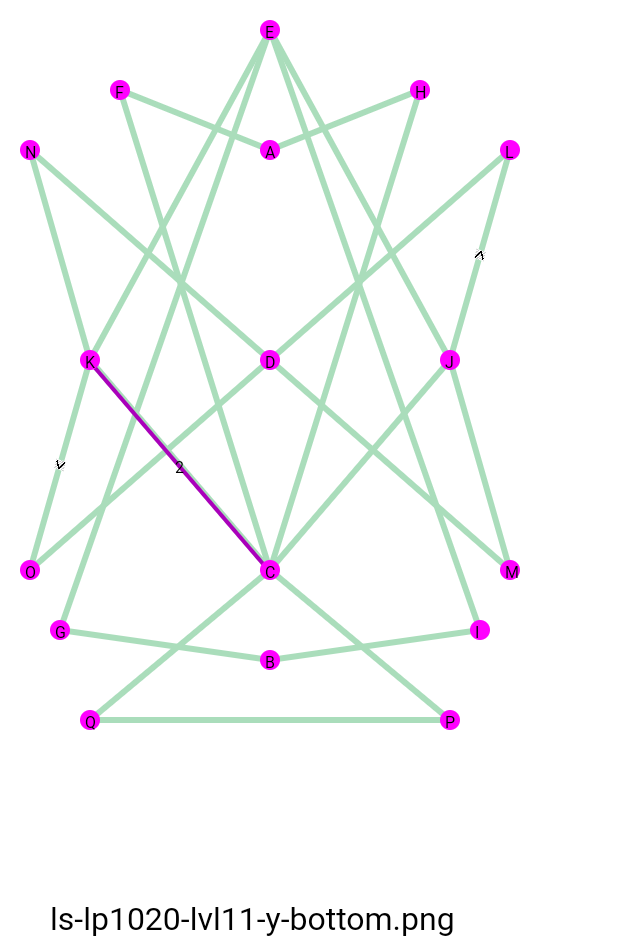 E
F H
N A L
K D J
2
O C M
G B I
Q P
ls-lp1020-lvl11-y-bottom.png